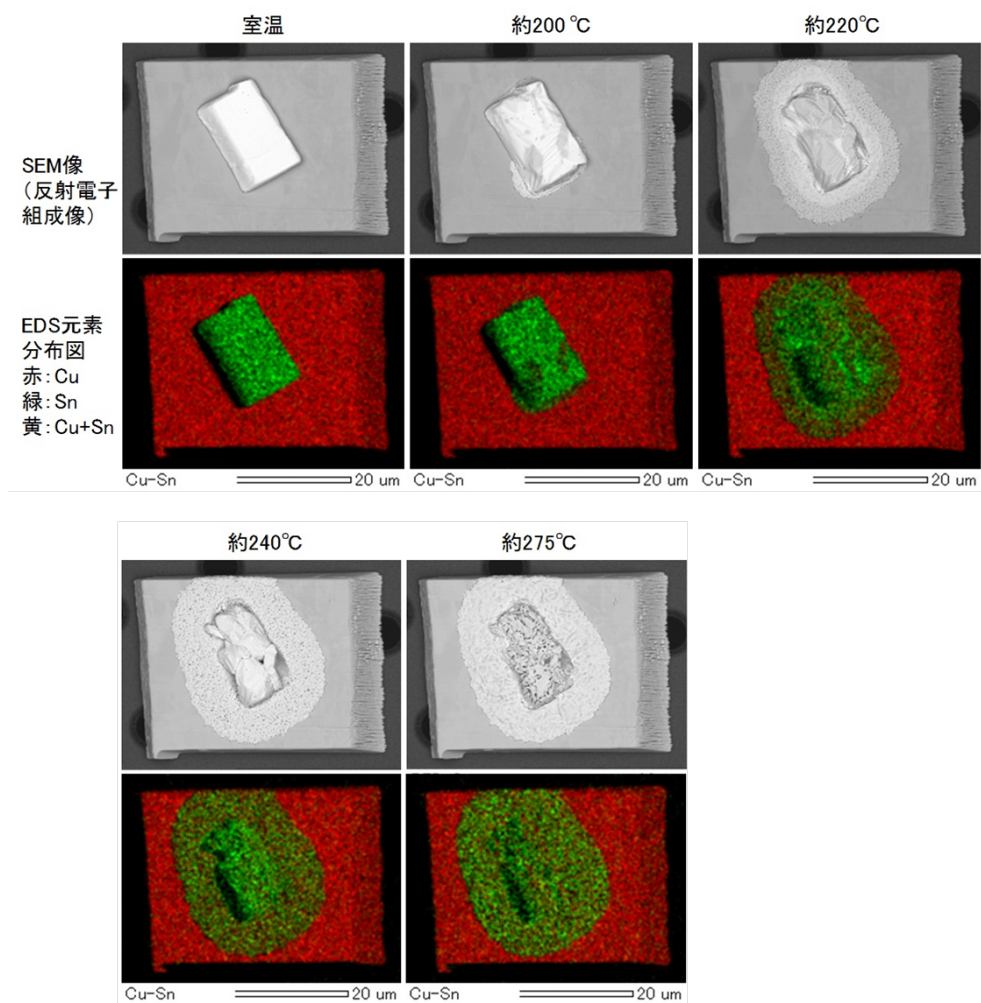 室温
約200℃
約220℃
SEM像
（反射電子
組成像）
EDS元素
分布図
赤：Cu
緑：Sn
黄：Cu+Sn
Cu-Sn 20 um
Cu-Sn 20 um
Cu-Sn 20 um
約240℃
約275℃
Cu-Sn 20 um
Cu-Sn 20 um